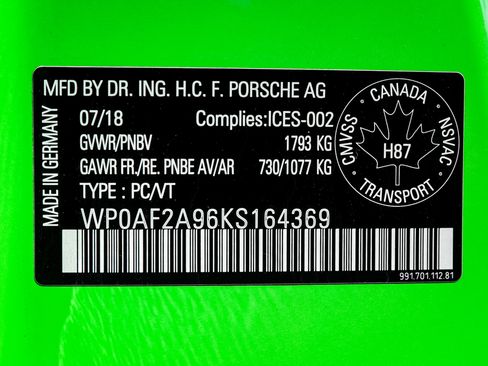 MADE IN GERMANY
MFD BY DR. ING. H.C. F. PORSCHE AG
07/18 Complies:ICES-002
GVWR/PNBV 1793 KG
GAWR FR./RE. PNBE AV/AR 730/1077 KG
TYPE : PC/VT
WP0AF2A96KS164369
CANADA
CMVSS
NSVAC
H87
TRANSPORT
991.701.112.81